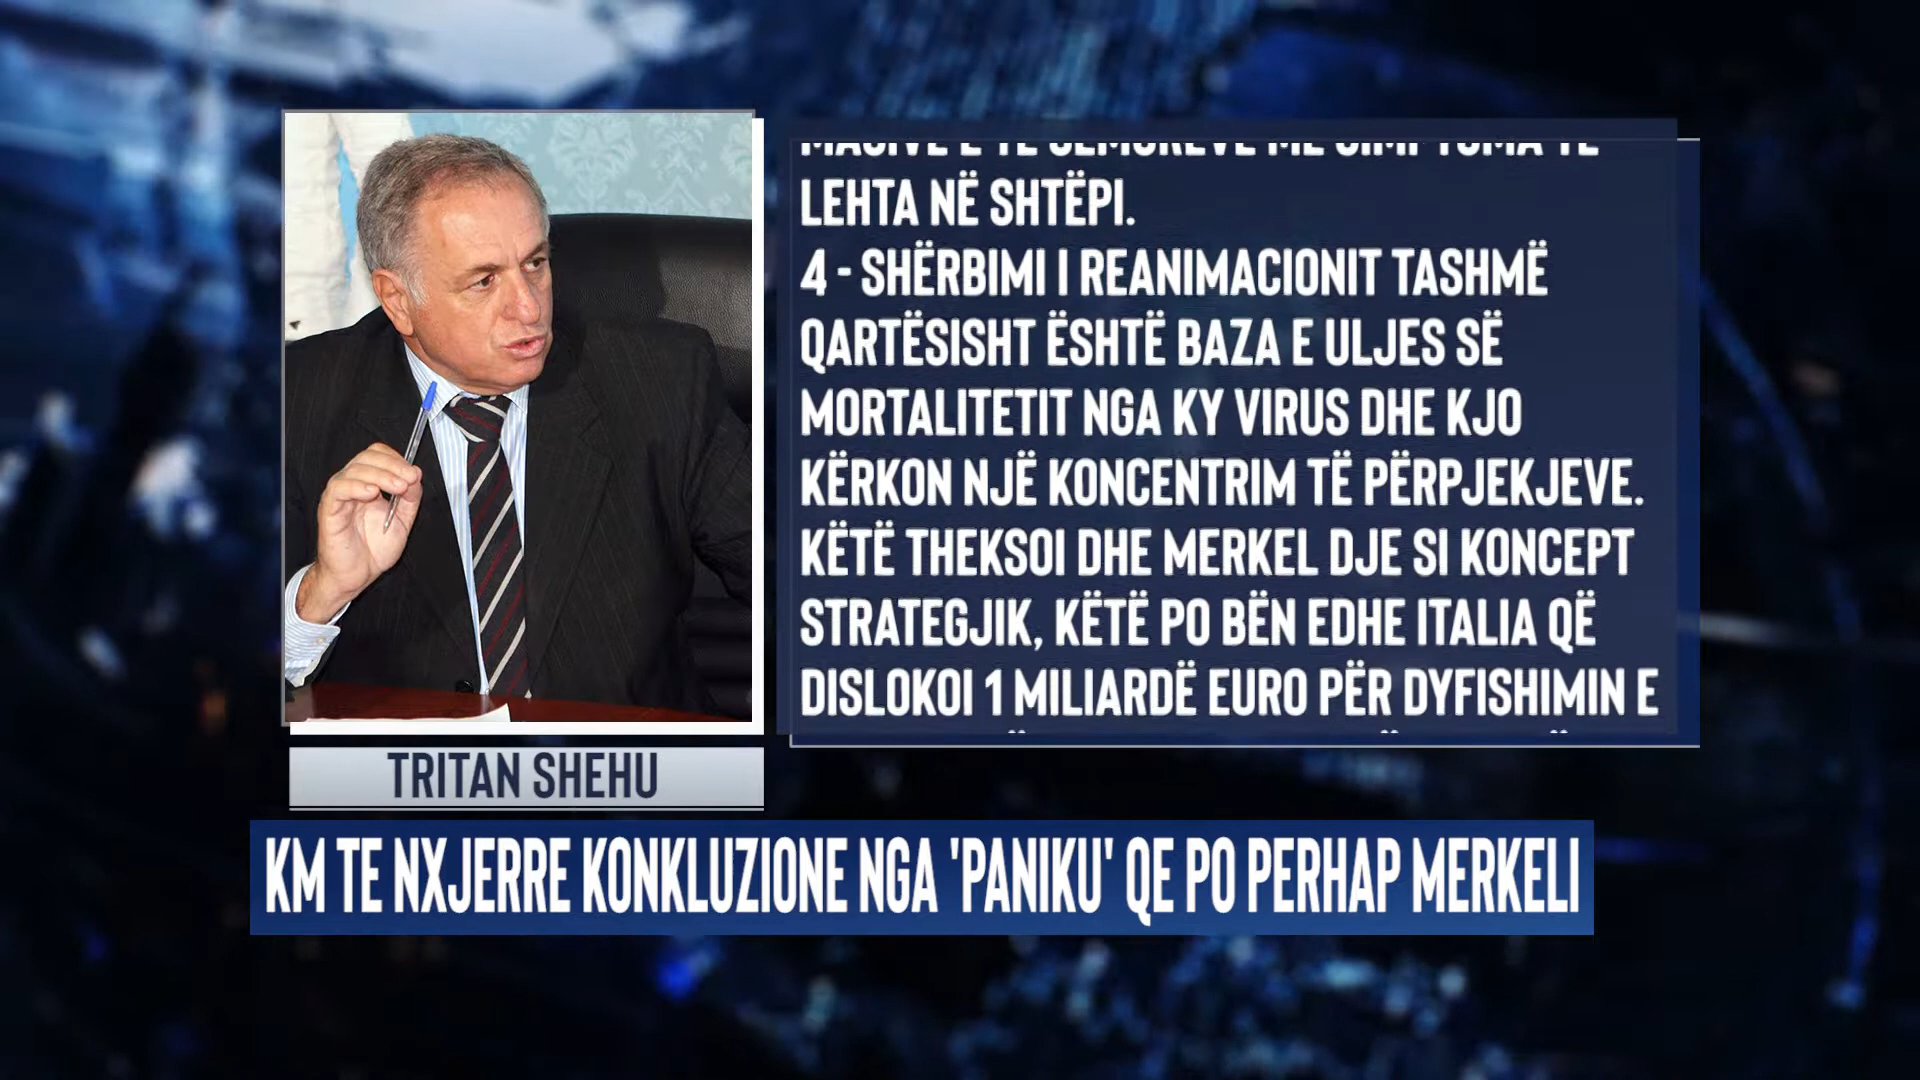 LEHTA NË SHTËPI.
4 - SHËRBIMI I REANIMACIONIT TASHMË
QARTËSISHT ËSHTË BAZA E ULJES SË
MORTALITETIT NGA KY VIRUS DHE KJO
KËRKON NJË KONCENTRIM TË PËRPJEKJEVE.
KËTË THEKSOI DHE MERKEL DJE SI KONCEPT
STRATEGJIK, KËTË PO BËN EDHE ITALIA QË
DISLOKOI 1 MILIARDË EURO PËR DYFISHIMIN E
TRITAN SHEHU
KM TE NXJERRE KONKLUZIONE NGA 'PANIKU' QE PO PERHAP MERKELI